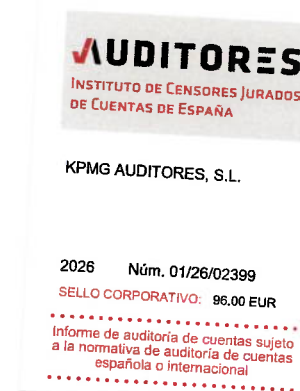 AUDITORES
INSTITUTO DE CENSORES JURADOS
DE CUENTAS DE ESPAÑA
KPMG AUDITORES, S.L.
2026 Núm. 01/26/02399
SELLO CORPORATIVO: 96.00 EUR
Informe de auditoría de cuentas sujeto
a la normativa de auditoría de cuentas
española o internacional